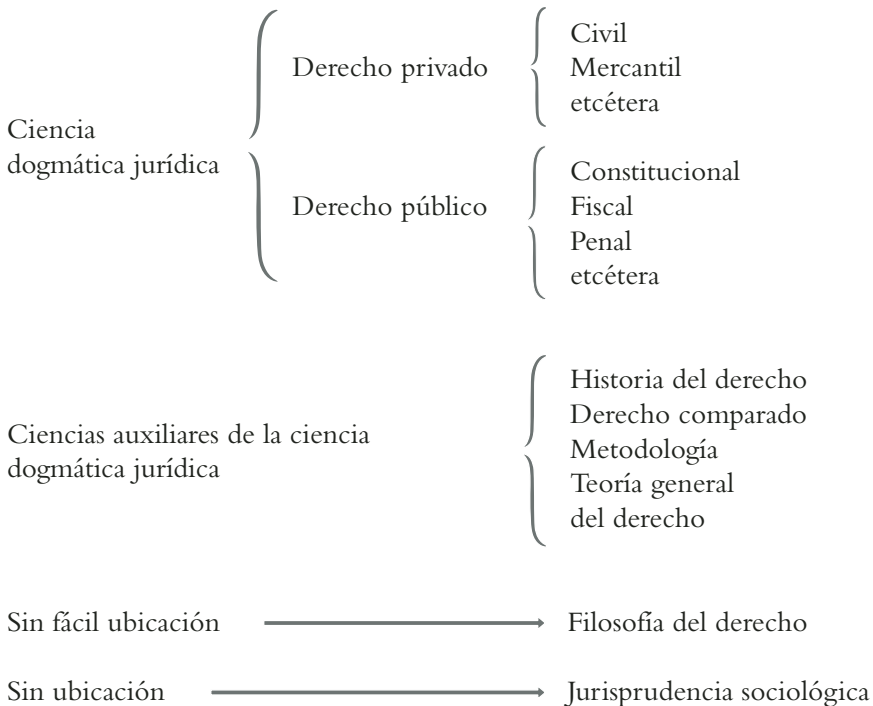 Ciencia
dogmática jurídica
Derecho privado
Civil
Mercantil
etcétera
Derecho público
Constitucional
Fiscal
Penal
etcétera
Ciencias auxiliares de la ciencia
dogmática jurídica
Historia del derecho
Derecho comparado
Metodología
Teoría general
del derecho
Sin fácil ubicación
Filosofía del derecho
Sin ubicación
Jurisprudencia sociológica